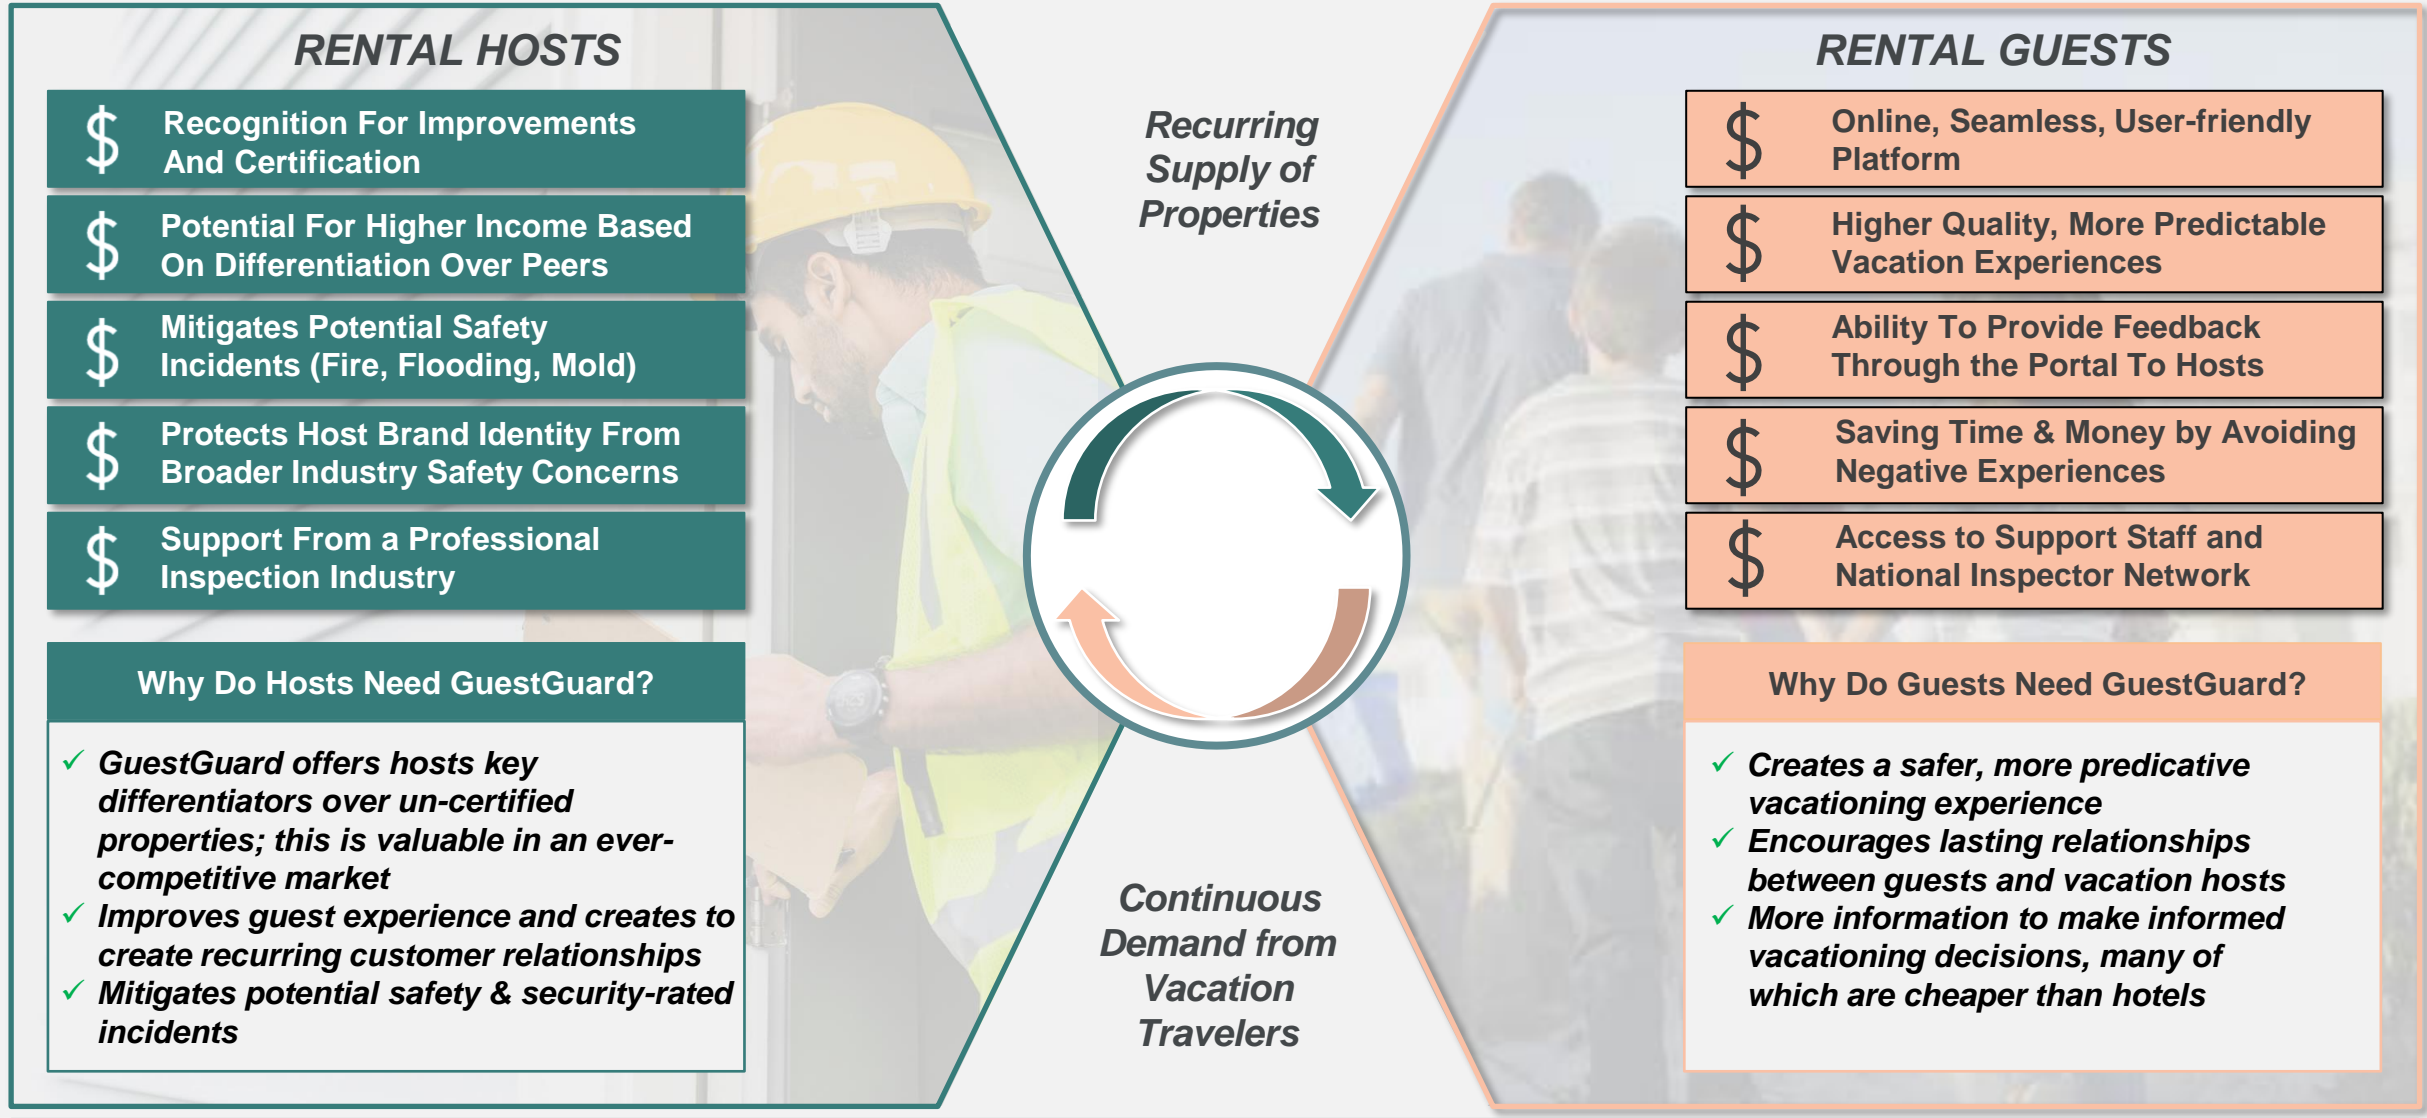 RENTAL HOSTS
$ Recognition For Improvements
And Certification
$ Potential For Higher Income Based
On Differentiation Over Peers
$ Mitigates Potential Safety
Incidents (Fire, Flooding, Mold)
$ Protects Host Brand Identity From
Broader Industry Safety Concerns
$ Support From a Professional
Inspection Industry
Why Do Hosts Need GuestGuard?
✓ GuestGuard offers hosts key
differentiators over un-certified
properties; this is valuable in an ever-
competitive market
✓ Improves guest experience and creates to
create recurring customer relationships
✓ Mitigates potential safety & security-rated
incidents
Recurring
Supply of
Properties
Continuous
Demand from
Vacation
Travelers
RENTAL GUESTS
$ Online, Seamless, User-friendly
Platform
$ Higher Quality, More Predictable
Vacation Experiences
$ Ability To Provide Feedback
Through the Portal To Hosts
$ Saving Time & Money by Avoiding
Negative Experiences
$ Access to Support Staff and
National Inspector Network
Why Do Guests Need GuestGuard?
✓ Creates a safer, more predicative
vacationing experience
✓ Encourages lasting relationships
between guests and vacation hosts
✓ More information to make informed
vacationing decisions, many of
which are cheaper than hotels